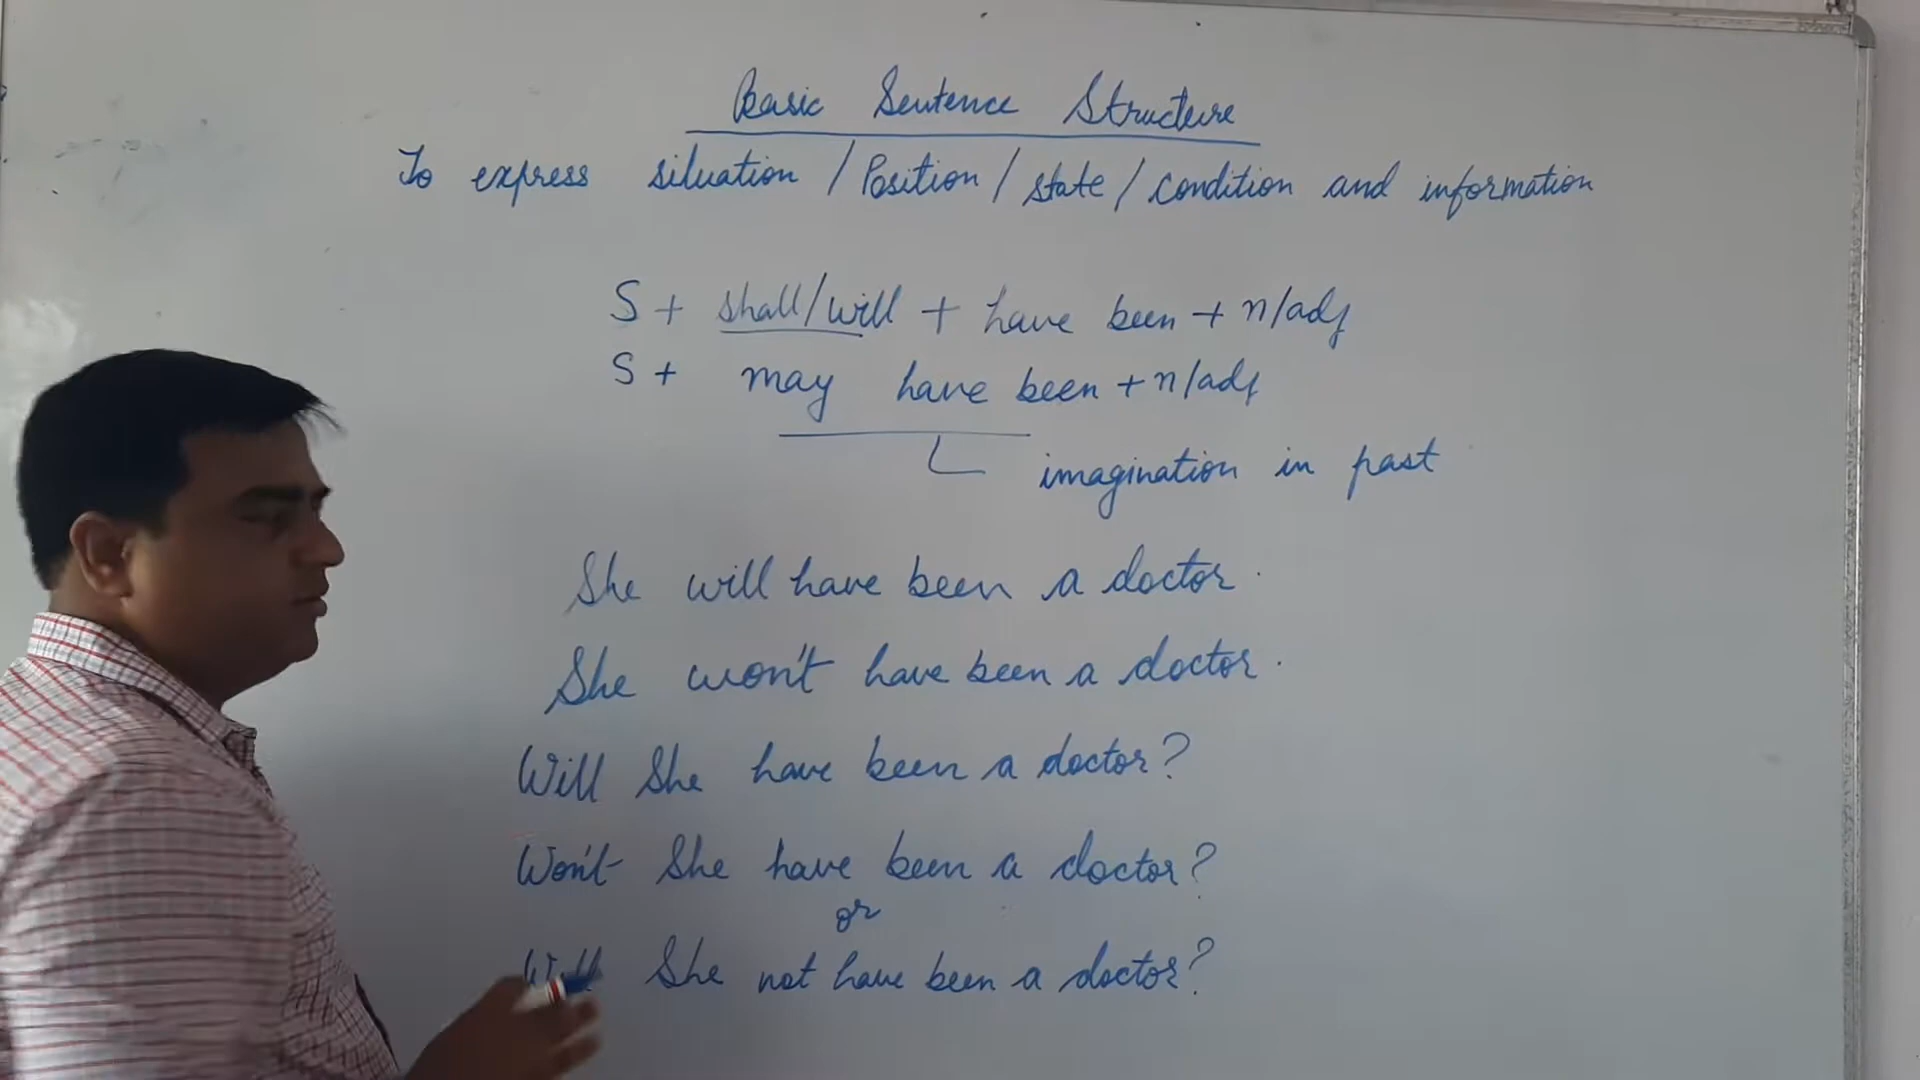 Basic Sentence Structure
To express situation / Position / state / condition and information
S + shall/will + have been + n/adj
S + may have been + n/adj
imagination in past
She will have been a doctor.
She won't have been a doctor.
Will She have been a doctor?
Won't She have been a doctor?
or
Will She not have been a doctor?